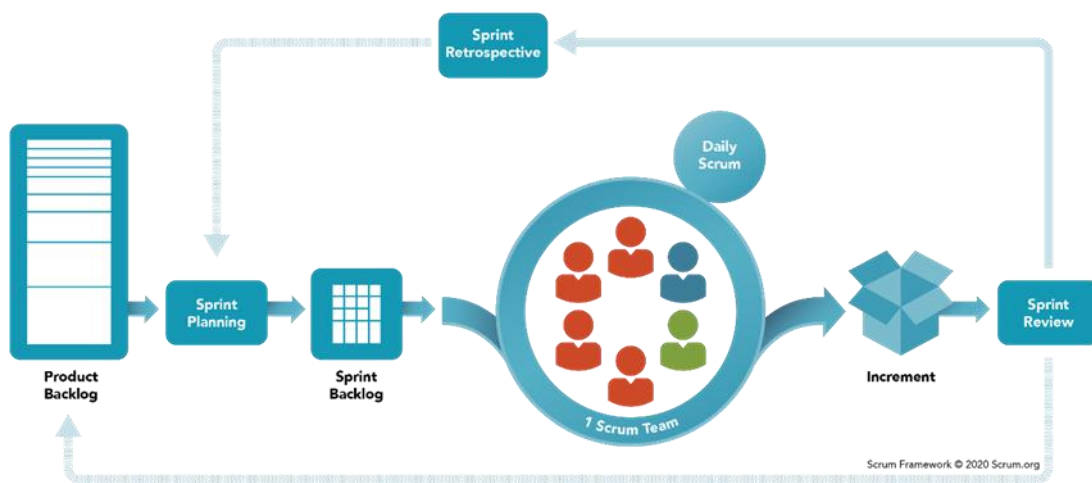 Sprint
Retrospective
Daily
Scrum
Sprint
Planning
Sprint
Review
Product
Backlog
Sprint
Backlog
Increment
1 Scrum Team
Scrum Framework © 2020 Scrum.org